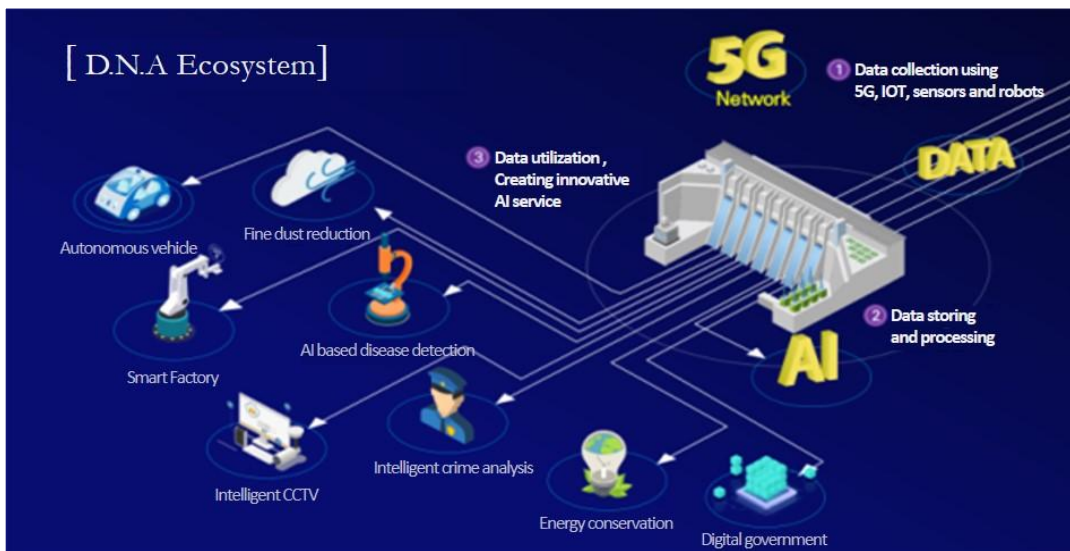 [ D.N.A Ecosystem]
5G
Network
1 Data collection using
5G, IOT, sensors and robots
DATA
3 Data utilization ,
Creating innovative
AI service
Autonomous vehicle
Fine dust reduction
2 Data storing
and processing
AI
Smart Factory
AI based disease detection
Intelligent CCTV
Intelligent crime analysis
Energy conservation
Digital government